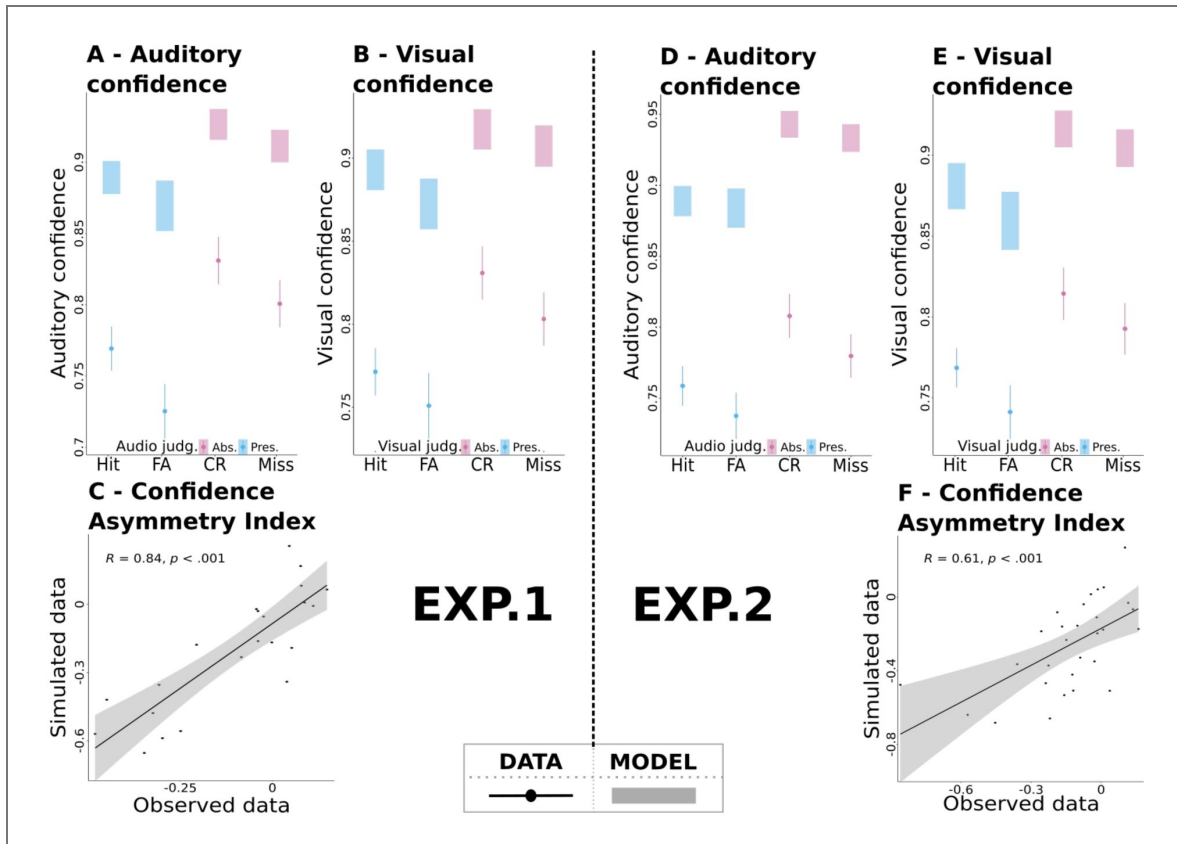 A - Auditory
confidence
Auditory confidence
0.9
0.85
0.8
0.75
0.7
Audio judg. Abs. Pres.
Hit FA CR Miss
B - Visual
confidence
Visual confidence
0.9
0.85
0.8
0.75
Visual judg. Abs. Pres.
Hit FA CR Miss
C - Confidence
Asymmetry Index
R = 0.84, p < .001
Simulated data
0
-0.3
-0.6
-0.25 0
Observed data
EXP.1
D - Auditory
confidence
Auditory confidence
0.95
0.9
0.85
0.8
0.75
Audio judg. Abs. Pres.
Hit FA CR Miss
E - Visual
confidence
Visual confidence
0.9
0.85
0.8
0.75
Visual judg. Abs. Pres.
Hit FA CR Miss
EXP.2
F - Confidence
Asymmetry Index
R = 0.61, p < .001
Simulated data
0
-0.4
-0.8
-0.6 -0.3 0
Observed data
DATA MODEL